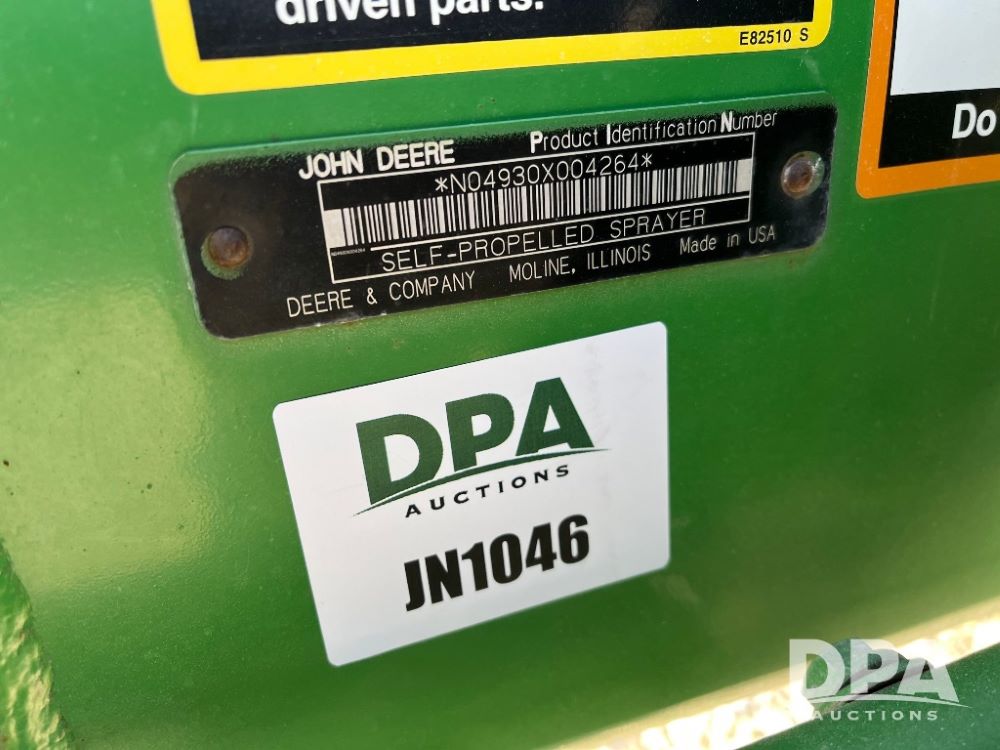 driven parts.
E82510 S
Do
JOHN DEERE Product Identification Number
*N04930X004264*
SELF-PROPELLED SPRAYER
DEERE & COMPANY MOLINE, ILLINOIS Made in USA
DPA
AUCTIONS
JN1046
DPA
AUCTIONS